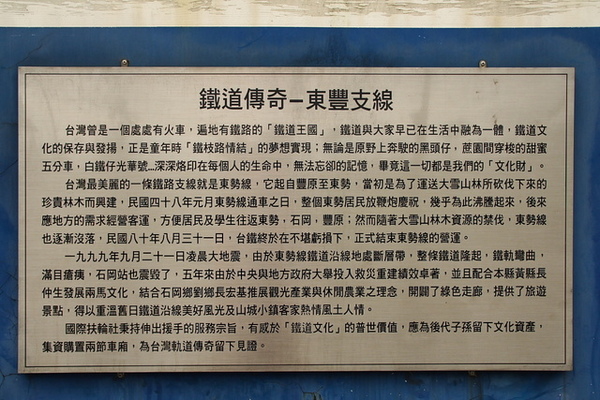 鐵道傳奇–東豐支線
台灣曾是一個處處有火車，遍地有鐵路的「鐵道王國」，鐵道與大家早已在生活中融為一體，鐵道文
化的保存與發揚，正是童年時「鐵枝路情結」的夢想實現；無論是原野上奔駛的黑頭仔，蔗園間穿梭的甜蜜
五分車，白鐵仔光華號…深深烙印在每個人的生命中，無法忘卻的記憶，畢竟這一切都是我們的「文化財」。
台灣最美麗的一條鐵路支線就是東勢線，它起自豐原至東勢，當初是為了運送大雪山林所砍伐下來的
珍貴林木而興建，民國四十八年元月東勢線通車之日，整個東勢居民放鞭炮慶祝，幾乎為此沸騰起來，後來
應地方的需求經營客運，方便居民及學生往返東勢，石岡，豐原；然而隨著大雪山林木資源的禁伐，東勢線
也逐漸沒落，民國八十年八月三十一日，台鐵終於在不堪虧損下，正式結束東勢線的營運。
一九九九年九月二十一日凌晨大地震，由於東勢線鐵道沿線地處斷層帶，整條鐵道隆起，鐵軌彎曲，
滿目瘡痍，石岡站也震毀了，五年來由於中央與地方政府大舉投入救災重建績效卓著，並且配合本縣黃縣長
仲生發展兩馬文化，結合石岡鄉劉鄉長宏基推展觀光產業與休閒農業之理念，開闢了綠色走廊，提供了旅遊
景點，得以重溫舊日鐵道沿線美好風光及山城小鎮客家熱情風土人情。
國際扶輪社秉持伸出援手的服務宗旨，有感於「鐵道文化」的普世價值，應為後代子孫留下文化資產，
集資購置兩節車廂，為台灣軌道傳奇留下見證。